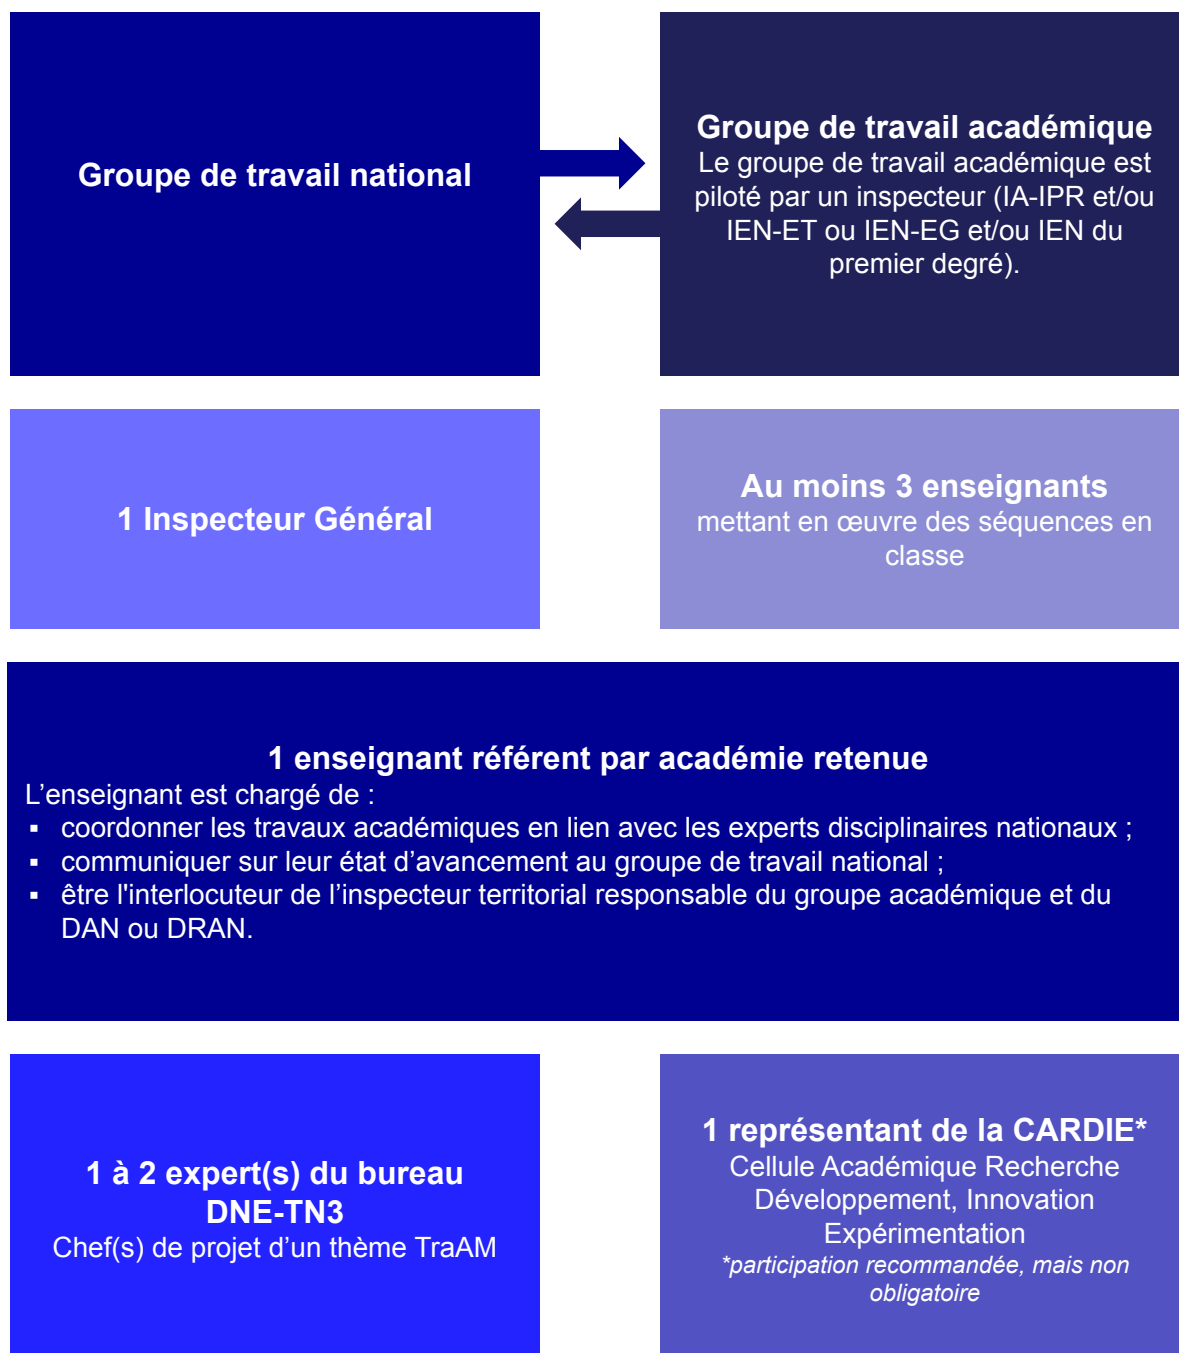 Groupe de travail national
Groupe de travail académique
Le groupe de travail académique est
piloté par un inspecteur (IA-IPR et/ou
IEN-ET ou IEN-EG et/ou IEN du
premier degré).
1 Inspecteur Général
Au moins 3 enseignants
mettant en œuvre des séquences en
classe
1 enseignant référent par académie retenue
L’enseignant est chargé de :
▪ coordonner les travaux académiques en lien avec les experts disciplinaires nationaux ;
▪ communiquer sur leur état d’avancement au groupe de travail national ;
▪ être l'interlocuteur de l’inspecteur territorial responsable du groupe académique et du
DAN ou DRAN.
1 à 2 expert(s) du bureau
DNE-TN3
Chef(s) de projet d’un thème TraAM
1 représentant de la CARDIE*
Cellule Académique Recherche
Développement, Innovation
Expérimentation
*participation recommandée, mais non
obligatoire